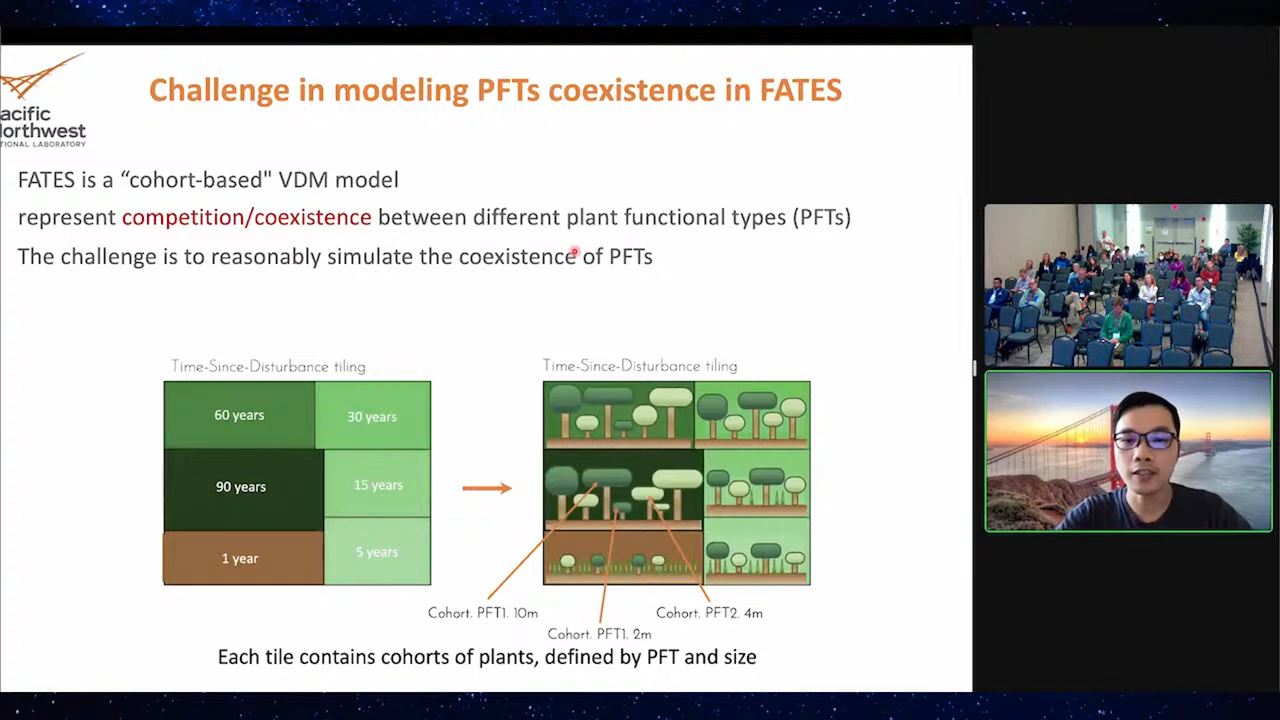 Challenge in modeling PFTs coexistence in FATES
acific
Northwest
TIONAL LABORATORY
FATES is a “cohort-based" VDM model
represent competition/coexistence between different plant functional types (PFTs)
The challenge is to reasonably simulate the coexistence of PFTs
Time-Since-Disturbance tiling
Time-Since-Disturbance tiling
60 years
30 years
90 years
15 years
1 year
5 years
Cohort. PFT1. 10m
Cohort. PFT2. 4m
Cohort. PFT1. 2m
Each tile contains cohorts of plants, defined by PFT and size